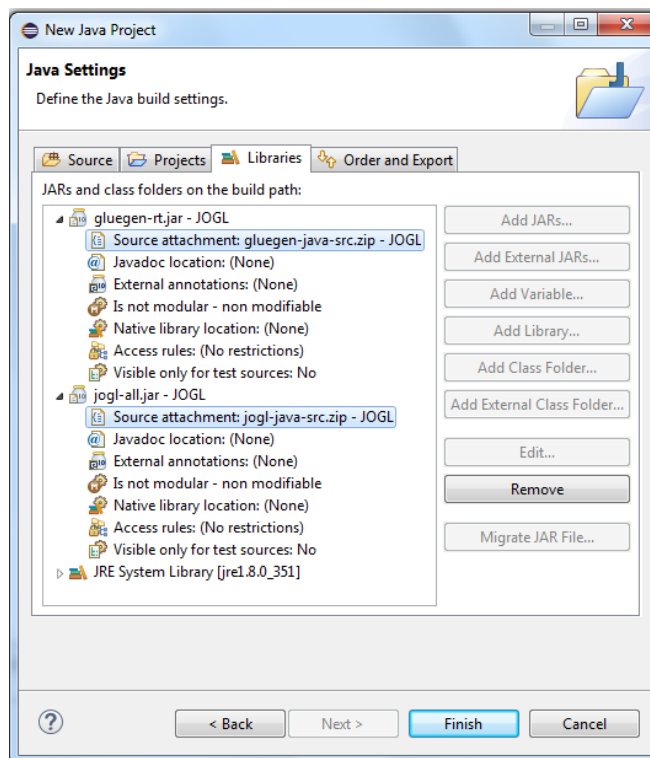 New Java Project
Java Settings
Define the Java build settings.
Source Projects Libraries Order and Export
JARs and class folders on the build path:
gluegen-rt.jar - JOGL
Source attachment: gluegen-java-src.zip - JOGL
Javadoc location: (None)
External annotations: (None)
Is not modular - non modifiable
Native library location: (None)
Access rules: (No restrictions)
Visible only for test sources: No
jogl-all.jar - JOGL
Source attachment: jogl-java-src.zip - JOGL
Javadoc location: (None)
External annotations: (None)
Is not modular - non modifiable
Native library location: (None)
Access rules: (No restrictions)
Visible only for test sources: No
JRE System Library [jre1.8.0_351]
Add JARs...
Add External JARs...
Add Variable...
Add Library...
Add Class Folder...
Add External Class Folder...
Edit...
Remove
Migrate JAR File...
? < Back Next > Finish Cancel